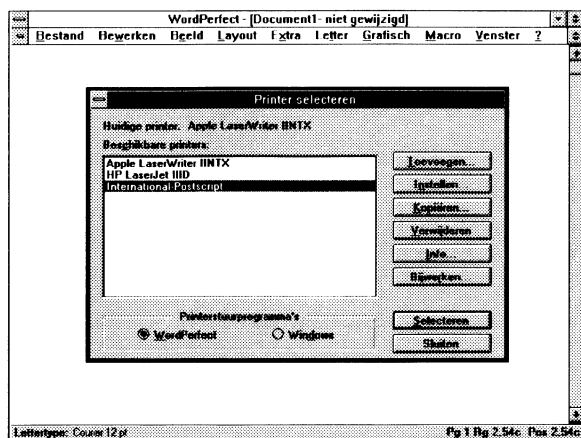 WordPerfect - [Document1- niet gewijzigd]
Bestand Bewerken Beeld Layout Extra Letter Grafisch Macro Venster ?
Printer selecteren
Huidige printer: Apple LaserWriter IINTX
Beschikbare printers:
Apple LaserWriter IINTX
HP LaserJet IIID
International-Postscript
Toevoegen...
Instellen
Kopiëren...
Verwijderen
Info...
Bijwerken...
Printerstuurprogramma's
WordPerfect Windows
Selecteren
Sluiten
Lettertype: Courier 12 pt Pg 1 Rg 2.54c Pos 2.54c